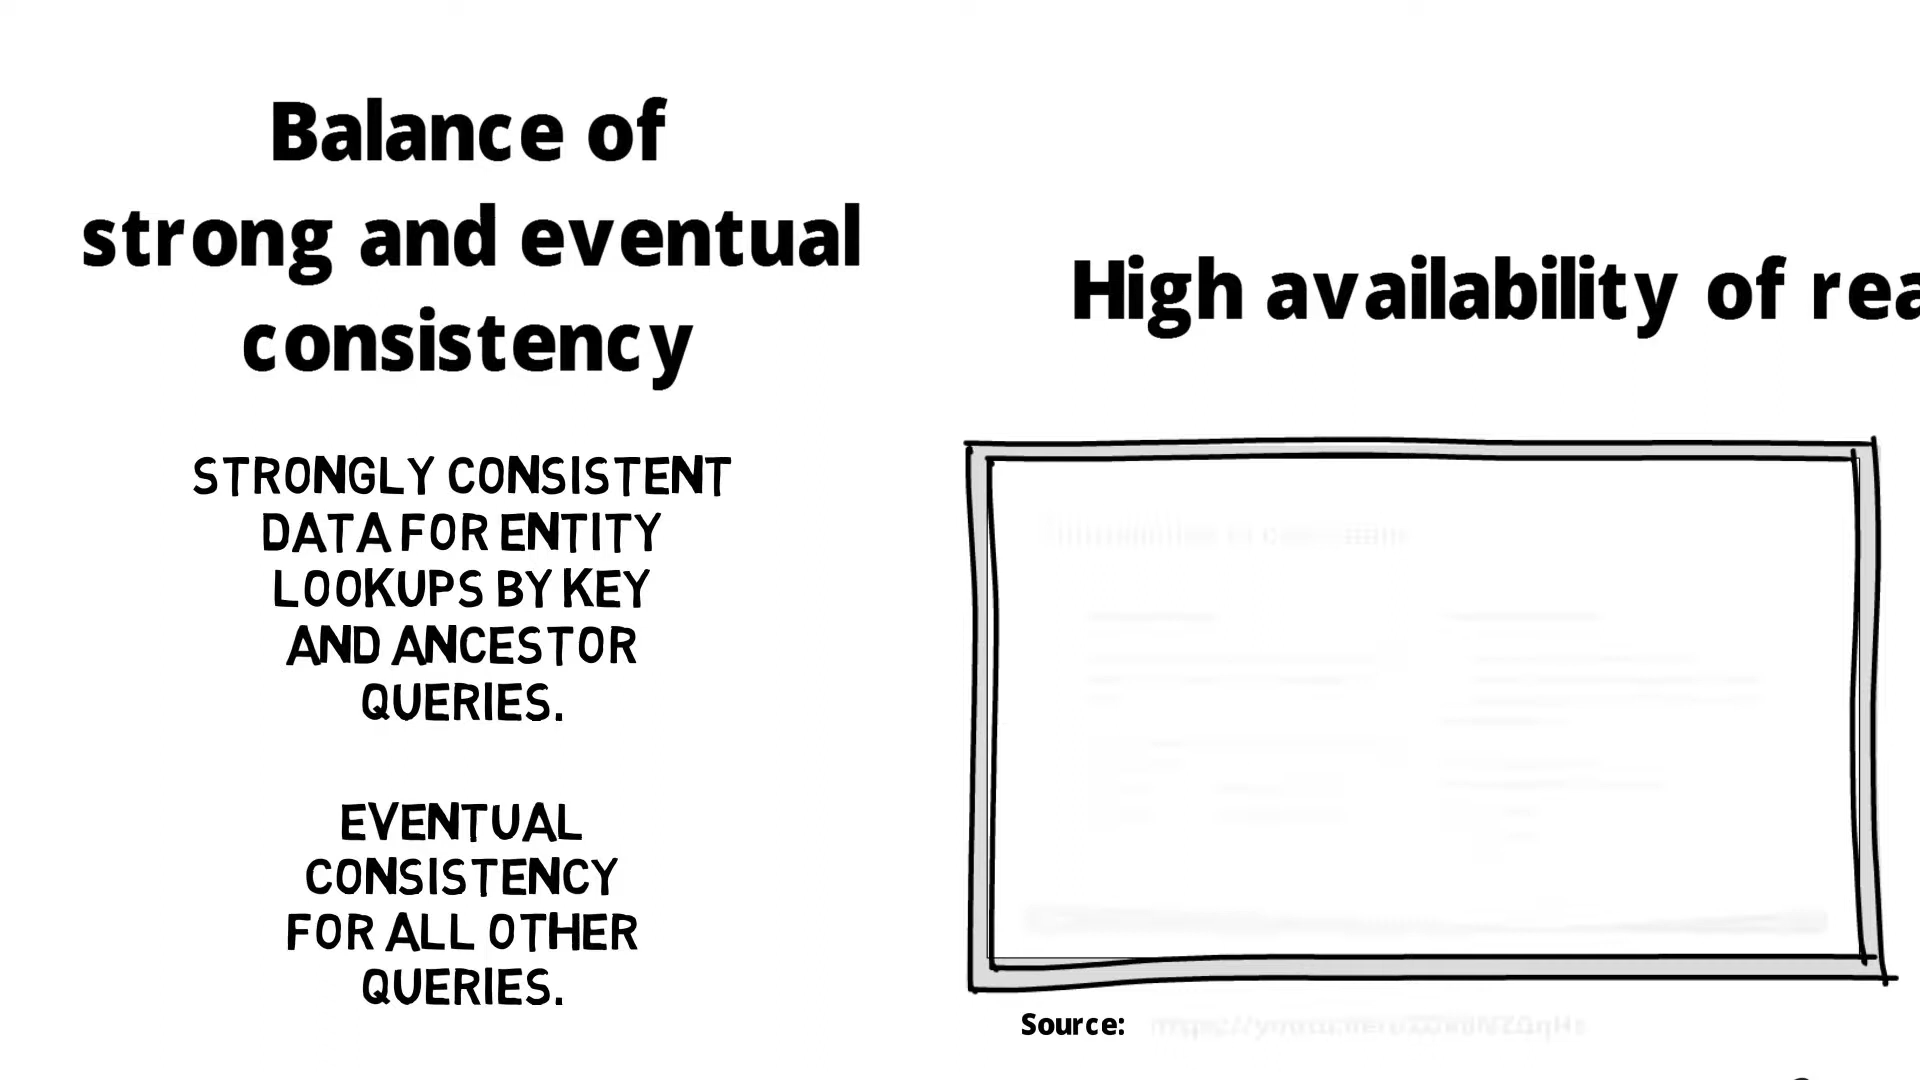 Balance of
strong and eventual
consistency
STRONGLY CONSISTENT
DATA FOR ENTITY
LOOKUPS BY KEY
AND ANCESTOR
QUERIES.
EVENTUAL
CONSISTENCY
FOR ALL OTHER
QUERIES.
High availability of rea
Source: